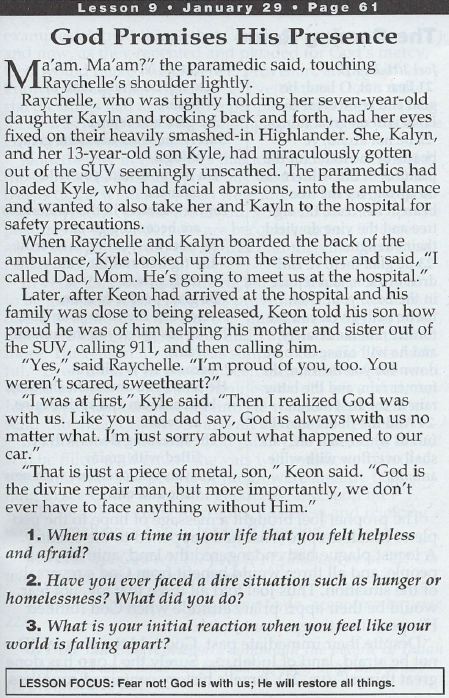 Lesson 9 • January 29 • Page 61
God Promises His Presence
Ma'am. Ma'am?" the paramedic said, touching
Raychelle's shoulder lightly.
Raychelle, who was tightly holding her seven-year-old
daughter Kayln and rocking back and forth, had her eyes
fixed on their heavily smashed-in Highlander. She, Kalyn,
and her 13-year-old son Kyle, had miraculously gotten
out of the SUV seemingly unscathed. The paramedics had
loaded Kyle, who had facial abrasions, into the ambulance
and wanted to also take her and Kayln to the hospital for
safety precautions.
When Raychelle and Kalyn boarded the back of the
ambulance, Kyle looked up from the stretcher and said, "I
called Dad, Mom. He's going to meet us at the hospital."
Later, after Keon had arrived at the hospital and his
family was close to being released, Keon told his son how
proud he was of him helping his mother and sister out of
the SUV, calling 911, and then calling him.
"Yes," said Raychelle. "I'm proud of you, too. You
weren't scared, sweetheart?"
"I was at first," Kyle said. "Then I realized God was
with us. Like you and dad say, God is always with us no
matter what. I'm just sorry about what happened to our
car."
"That is just a piece of metal, son," Keon said. "God is
the divine repair man, but more importantly, we don't
ever have to face anything without Him."
1. When was a time in your life that you felt helpless
and afraid?
2. Have you ever faced a dire situation such as hunger or
homelessness? What did you do?
3. What is your initial reaction when you feel like your
world is falling apart?
LESSON FOCUS: Fear not! God is with us; He will restore all things.